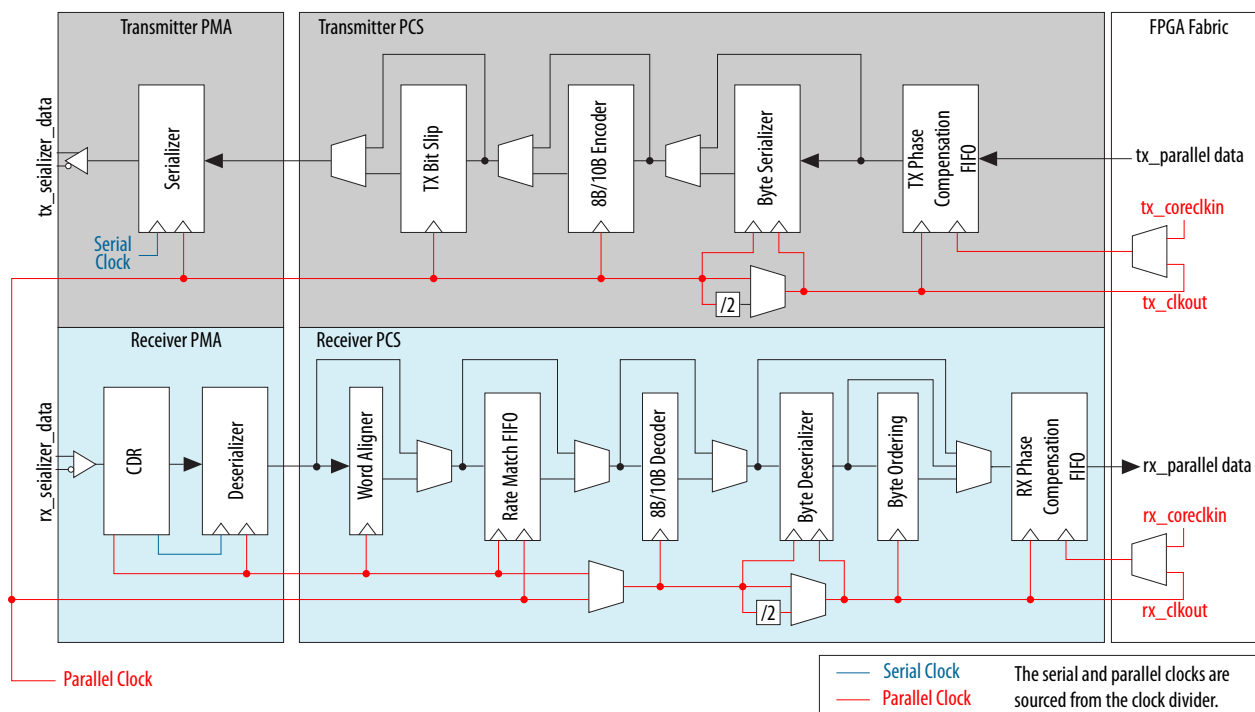 Transmitter PMA
Transmitter PCS
FPGA Fabric
tx_seializer_data
Serializer
TX Bit Slip
8B/10B Encoder
Byte Serializer
TX Phase
Compensation
FIFO
tx_parallel data
tx_coreclkin
Serial
Clock
/2
tx_clkout
Receiver PMA
Receiver PCS
rx_seializer_data
CDR
Deserializer
Word Aligner
Rate Match FIFO
8B/10B Decoder
Byte Deserializer
Byte Ordering
RX Phase
Compensation
FIFO
rx_parallel data
rx_coreclkin
/2
rx_clkout
Parallel Clock
Serial Clock
Parallel Clock
The serial and parallel clocks are
sourced from the clock divider.